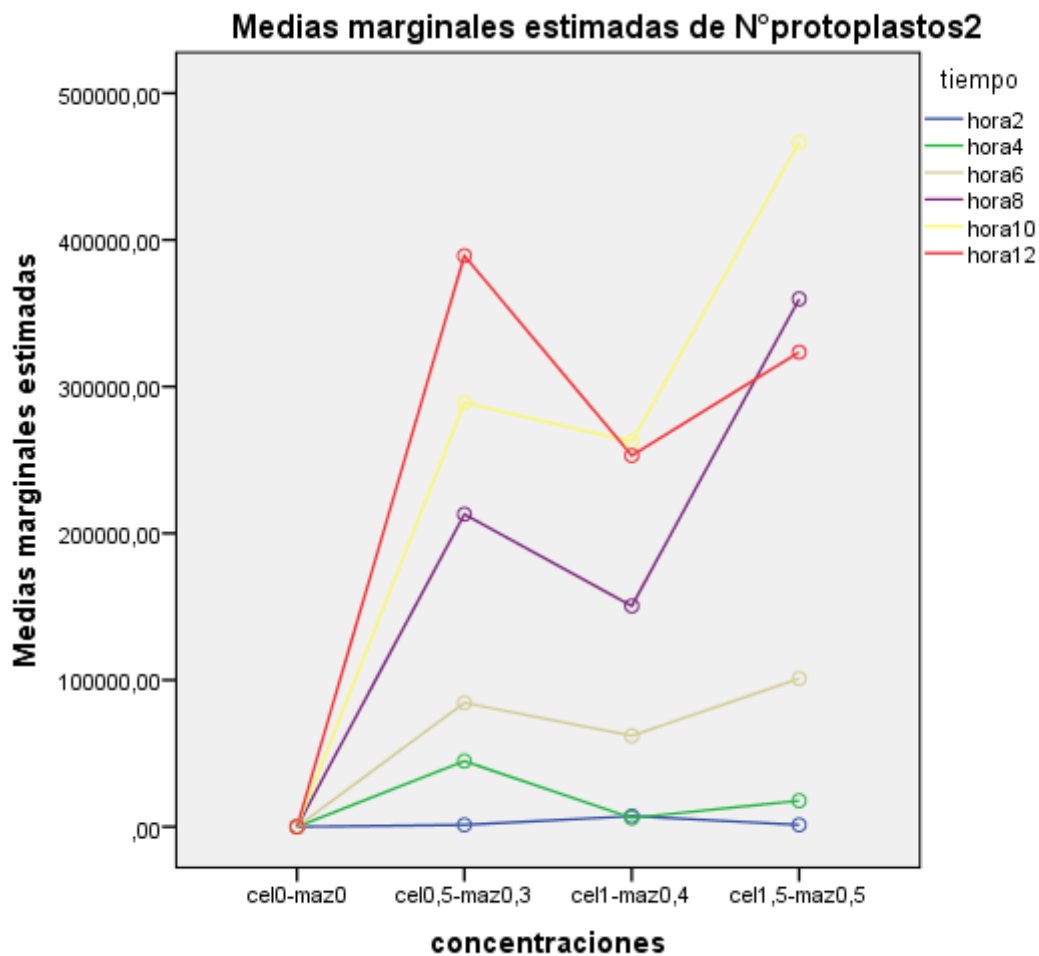 Medias marginales estimadas de N°protoplastos2
tiempo
hora2
hora4
hora6
hora8
hora10
hora12
Medias marginales estimadas
500000,00
400000,00
300000,00
200000,00
100000,00
,00
cel0-maz0
cel0,5-maz0,3
cel1-maz0,4
cel1,5-maz0,5
concentraciones